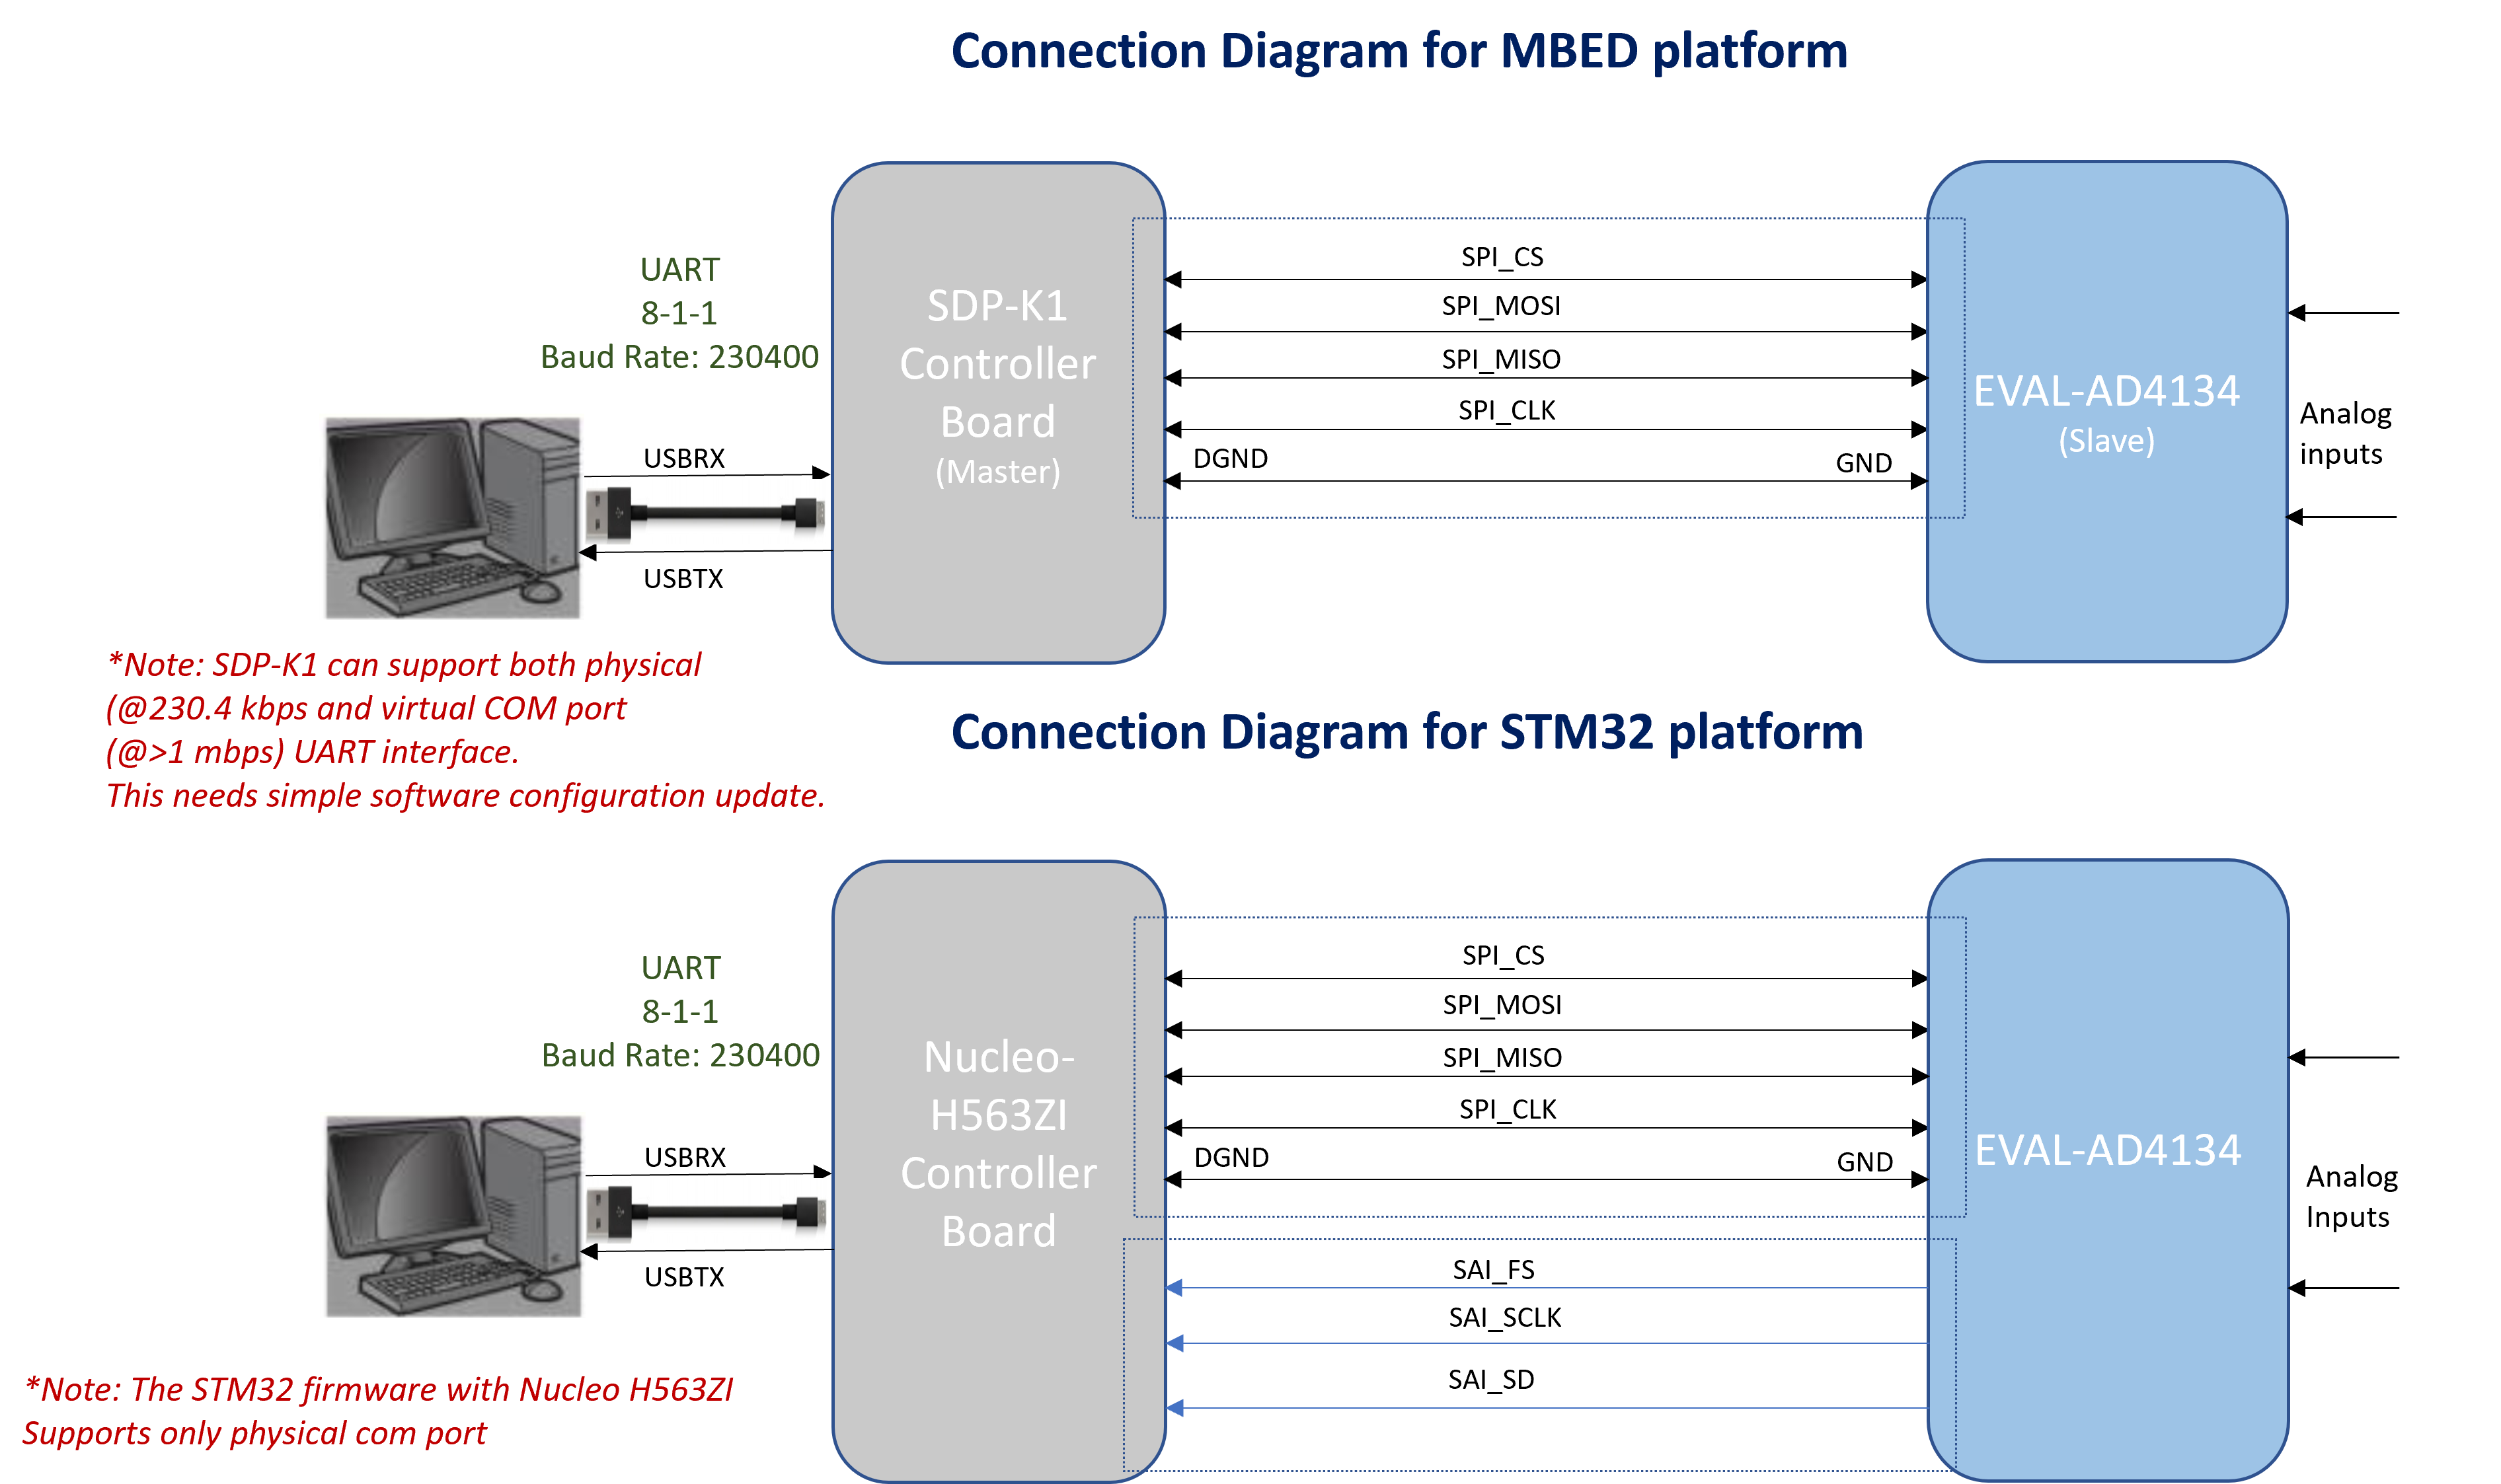 Connection Diagram for MBED platform
UART
8-1-1
Baud Rate: 230400
USBRX
USBTX
SDP-K1
Controller
Board
(Master)
SPI_CS
SPI_MOSI
SPI_MISO
SPI_CLK
DGND
GND
EVAL-AD4134
(Slave)
Analog
inputs
*Note: SDP-K1 can support both physical
(@230.4 kbps and virtual COM port
(@>1 mbps) UART interface.
This needs simple software configuration update.
Connection Diagram for STM32 platform
UART
8-1-1
Baud Rate: 230400
USBRX
USBTX
Nucleo-
H563ZI
Controller
Board
SPI_CS
SPI_MOSI
SPI_MISO
SPI_CLK
DGND
GND
SAI_FS
SAI_SCLK
SAI_SD
EVAL-AD4134
Analog
Inputs
*Note: The STM32 firmware with Nucleo H563ZI
Supports only physical com port